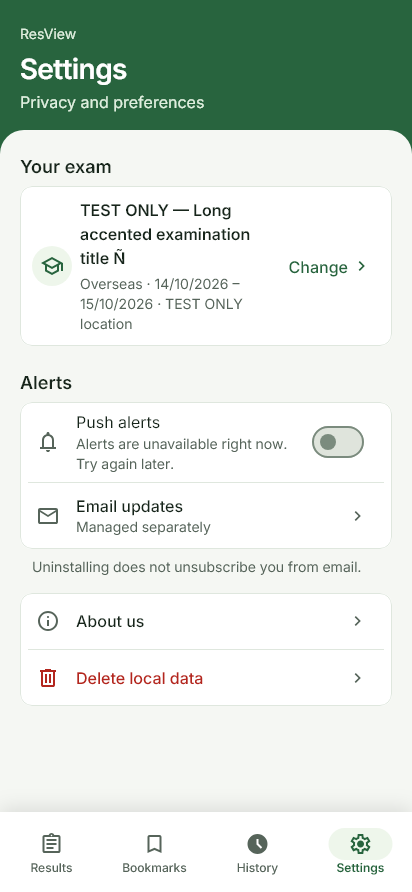 ResView
Settings
Privacy and preferences
Your exam
TEST ONLY — Long
accented examination
title Ñ
Overseas · 14/10/2026 –
15/10/2026 · TEST ONLY
location
Change
Alerts
Push alerts
Alerts are unavailable right now.
Try again later.
Email updates
Managed separately
Uninstalling does not unsubscribe you from email.
About us
Delete local data
Results
Bookmarks
History
Settings